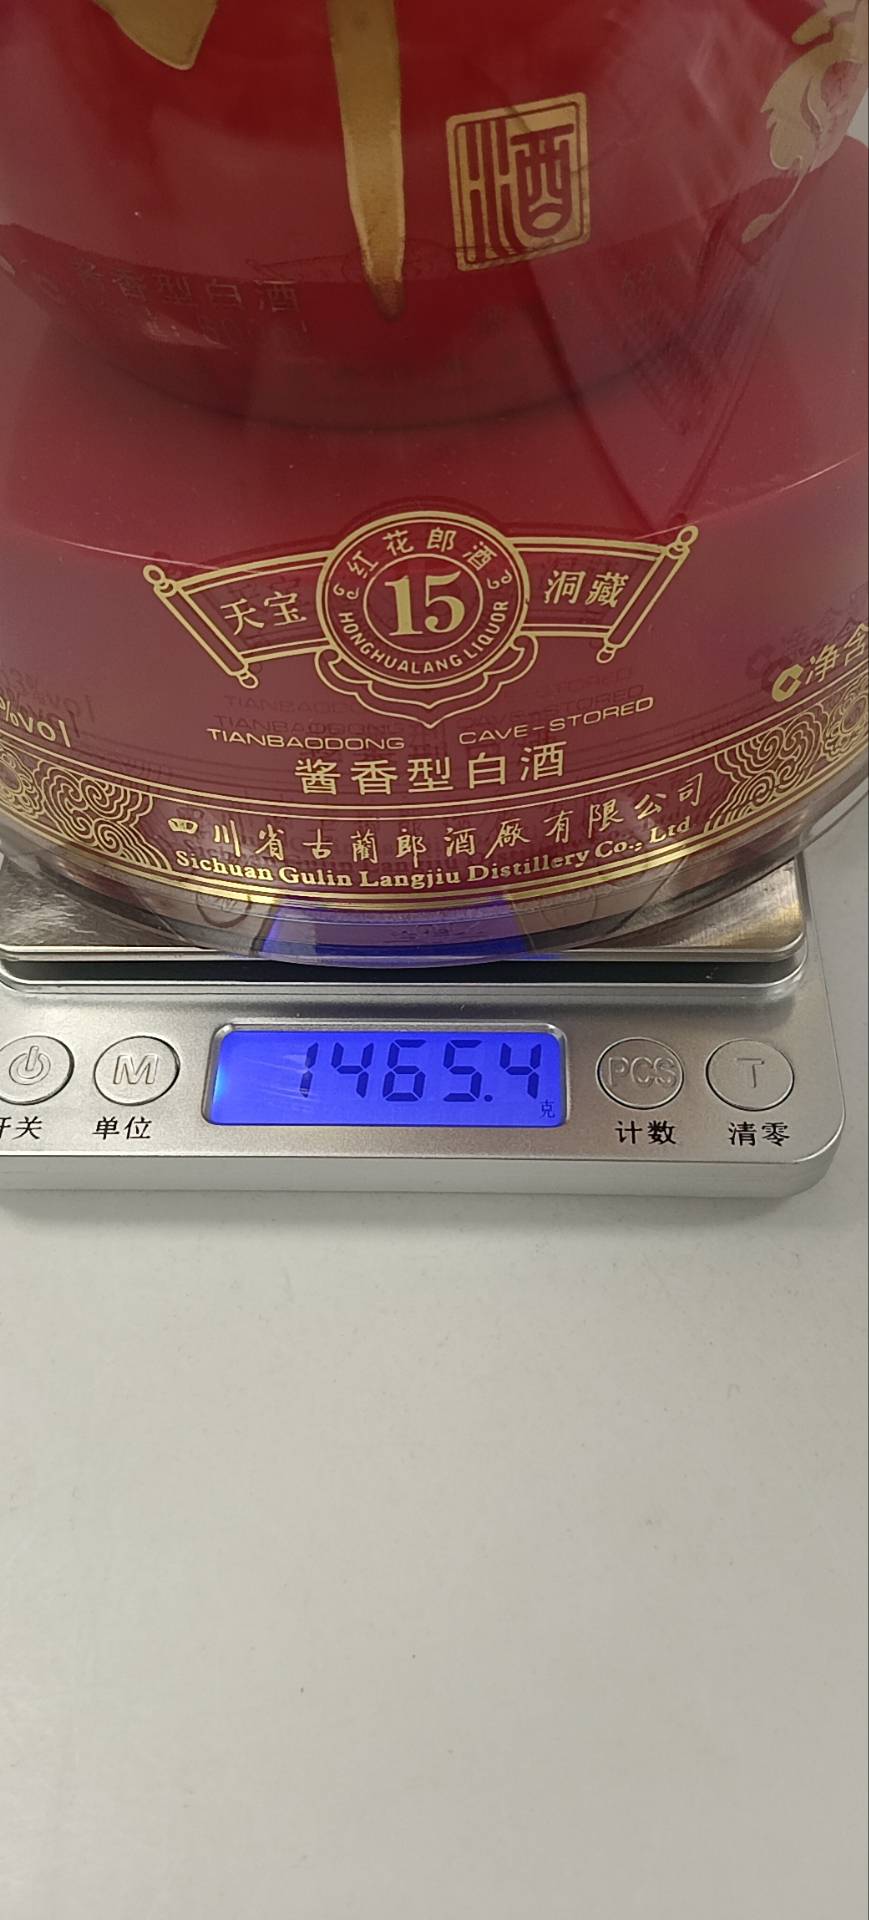 酒
酱香型白酒
红花郎酒
天宝
15
洞藏
HONGHUALANG LIQUOR
净含
%vol
TIANBAODONG CAVE-STORED
酱香型白酒
四川省古蔺郎酒厂有限公司
Sichuan Gulin Langjiu Distillery Co., Ltd
M
1465.4
克
PCS
T
开关
单位
计数
清零